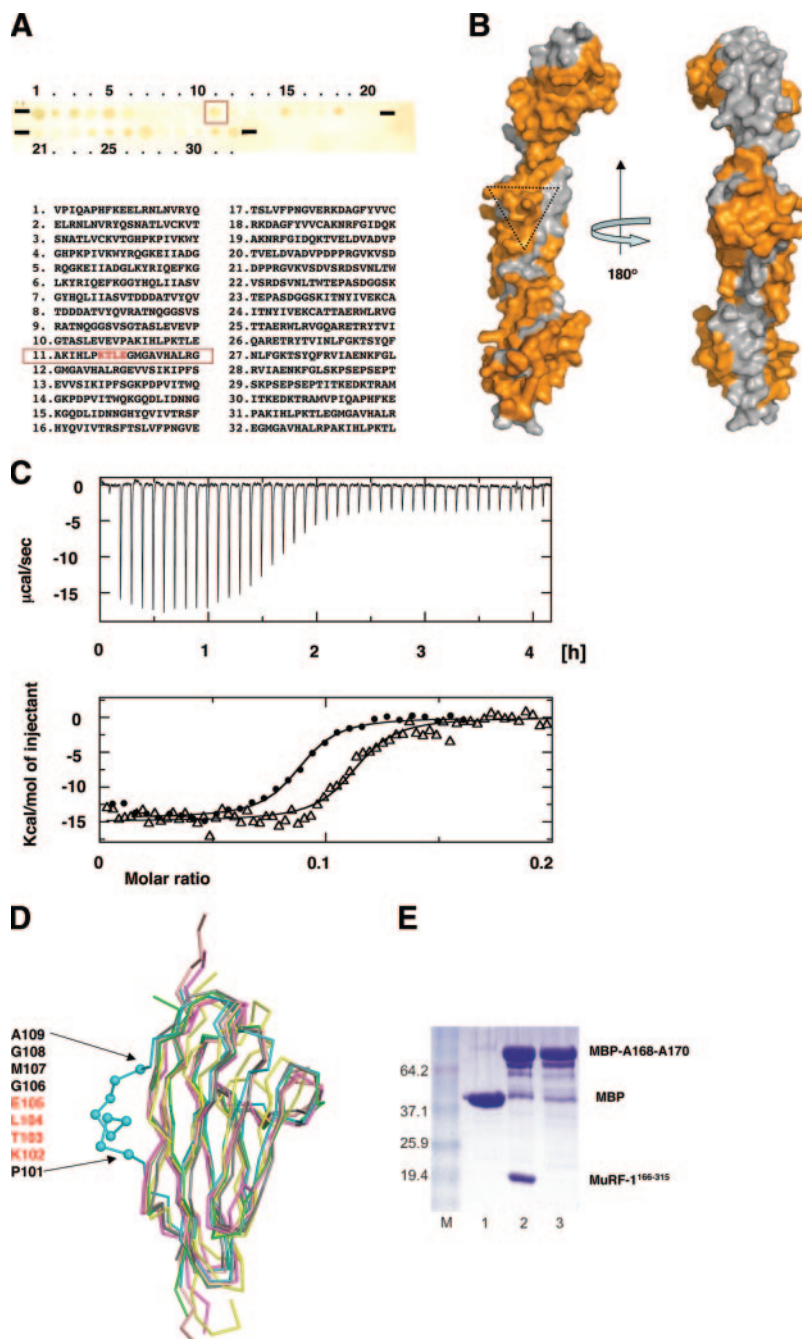 A
1 . . . 5 . . . . 10 . . . . 15 . . . . 20 .
21 . . . . . . . . 30 . .
1. VPIQAPHFKEELRNLNVRYQ
2. ELRNLNVRYQSNATLVCKVT
3. SNATLVCKVTGHPKPIVKWY
4. GHPKPIVKWYRQGKEIIADG
5. RQGKEIIADGLKYRIQEFKG
6. LKYRIQEFKGGYHQLIIASV
7. GYHQLIIASVTDDDATVYQV
8. TDDDATVYQVRATNQGGSVS
9. RATNQGGSVSGTASLEVEVP
10. GTASLEVEVPAKIHLPKTLE
11. AKIHLPKTLEGMGAVHALRG
12. GMGAVHALRGEVVSIKIPFS
13. EVVSIKIPFSGKPDPVITWQ
14. GKPDPVITWQKGQDLIDNNG
15. KGQDLIDNNGHYQVIVTRSF
16. HYQVIVTRSFTSLVFPNGVE
17. TSLVFPNGVERKDAGFYVVC
18. RKDAGFYVVCAKNRFGIDQK
19. AKNRFGIDQKTVELDVADVP
20. TVELDVADVPDPPRGVKVSD
21. DPPRGVKVSDVSRDSVNLTW
22. VSRDSVNLTWTEPASDGGSK
23. TEPASDGGSKITNYIVEKCA
24. ITNYIVEKCATTAERWLRVG
25. TTAERWLRVGQARETRYTVI
26. QARETRYTVINLFGKTSYQF
27. NLFGKTSYQFRVIAENKFGL
28. RVIAENKFGLSKPSEPSEPT
29. SKPSEPSEPTITKEDKTRAM
30. ITKEDKTRAMVPIQAPHFKE
31. PAKIHLPKTLEGMGAVHALR
32. EGMGAVHALRPAKIHLPKTL
B
180°
C
µcal/sec
0
-5
-10
-15
0 1 2 3 4 [h]
Kcal/mol of injectant
0
-5
-10
-15
0 0.1 0.2
Molar ratio
D
A109
G108
M107
G106
E105
L104
T103
K102
P101
E
64.2
37.1
25.9
19.4
MBP-A168-A170
MBP
MuRF-1166-315
M 1 2 3